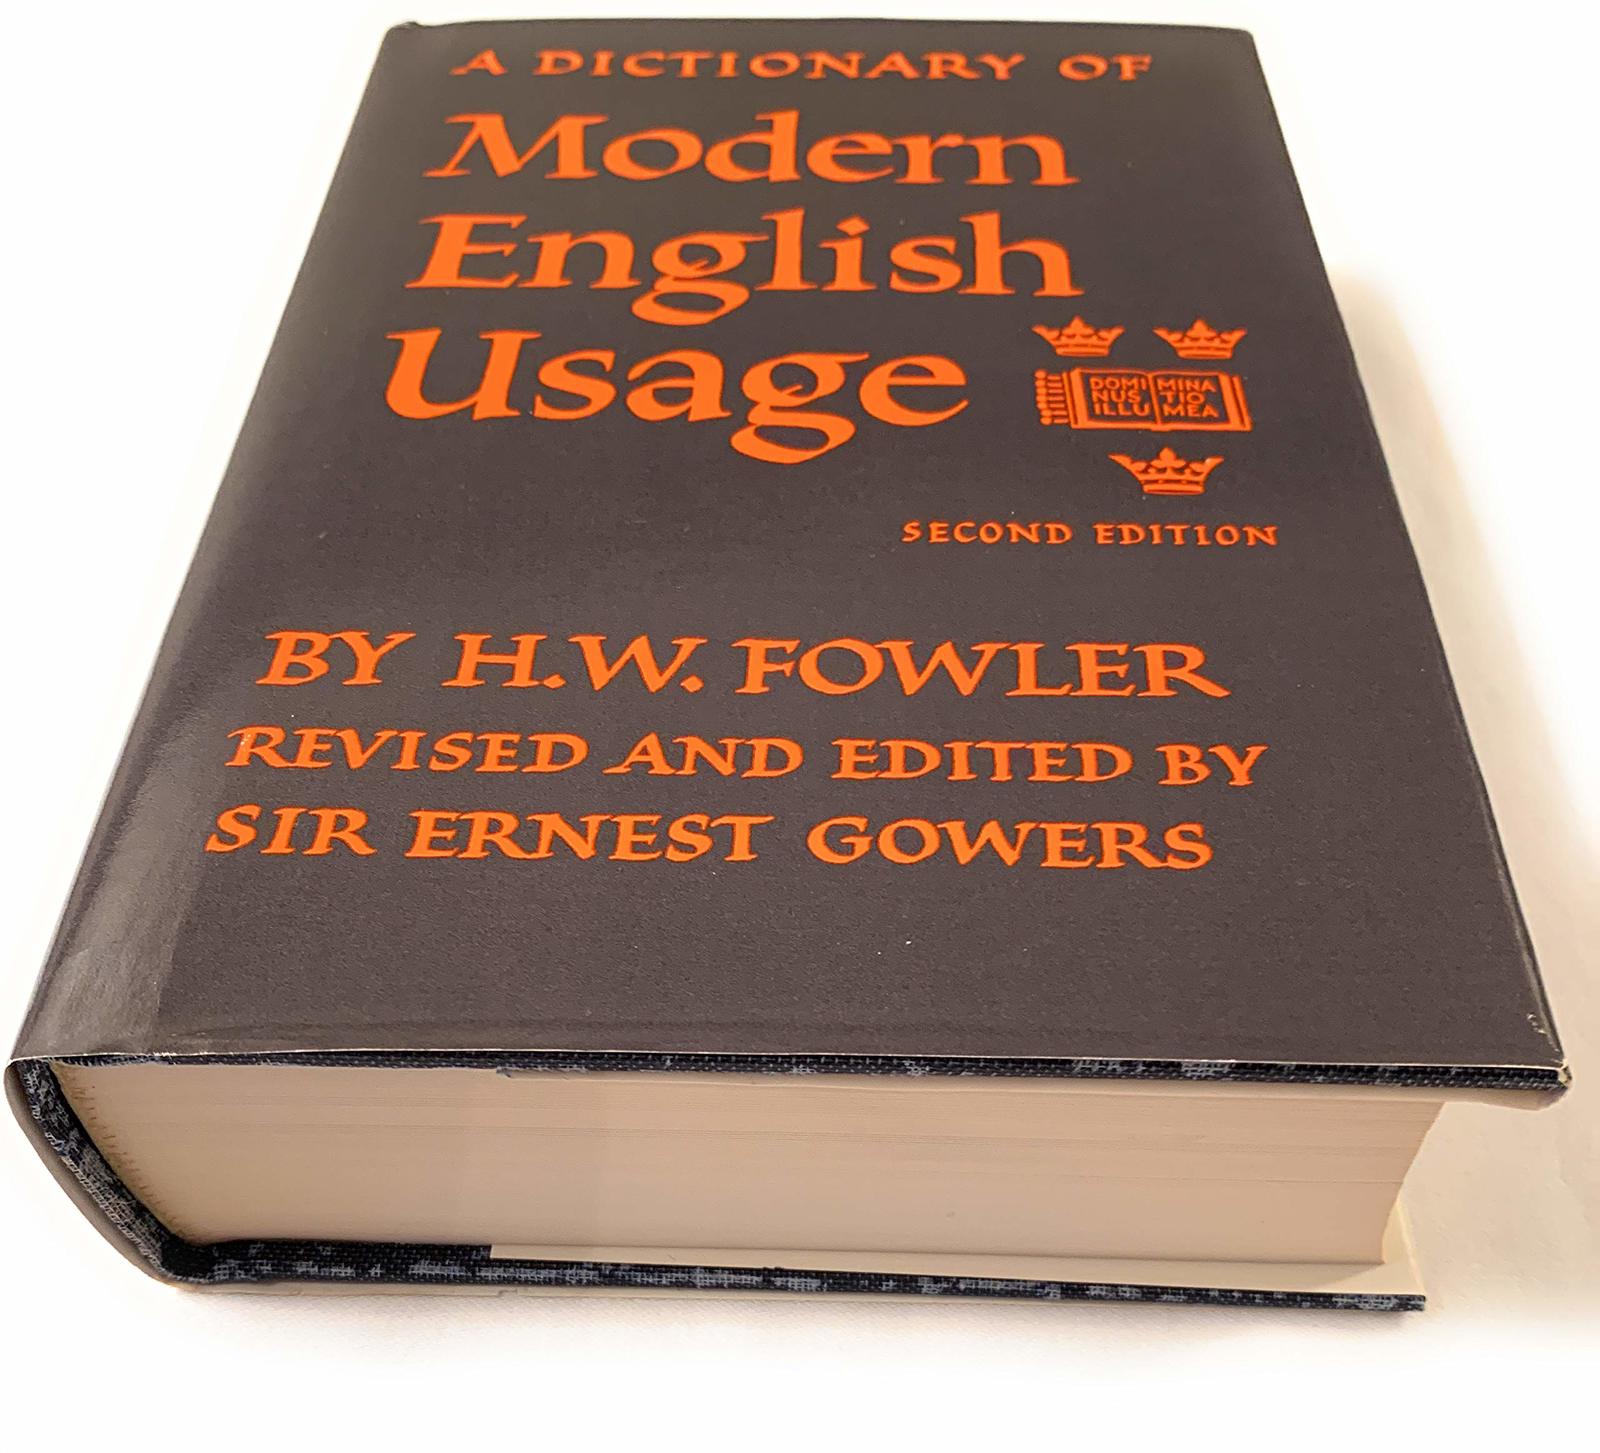 A DICTIONARY OF
Modern
English
Usage
DOMI MINA
NUS TIO
ILLU MEA
SECOND EDITION
BY H.W. FOWLER
REVISED AND EDITED BY
SIR ERNEST GOWERS